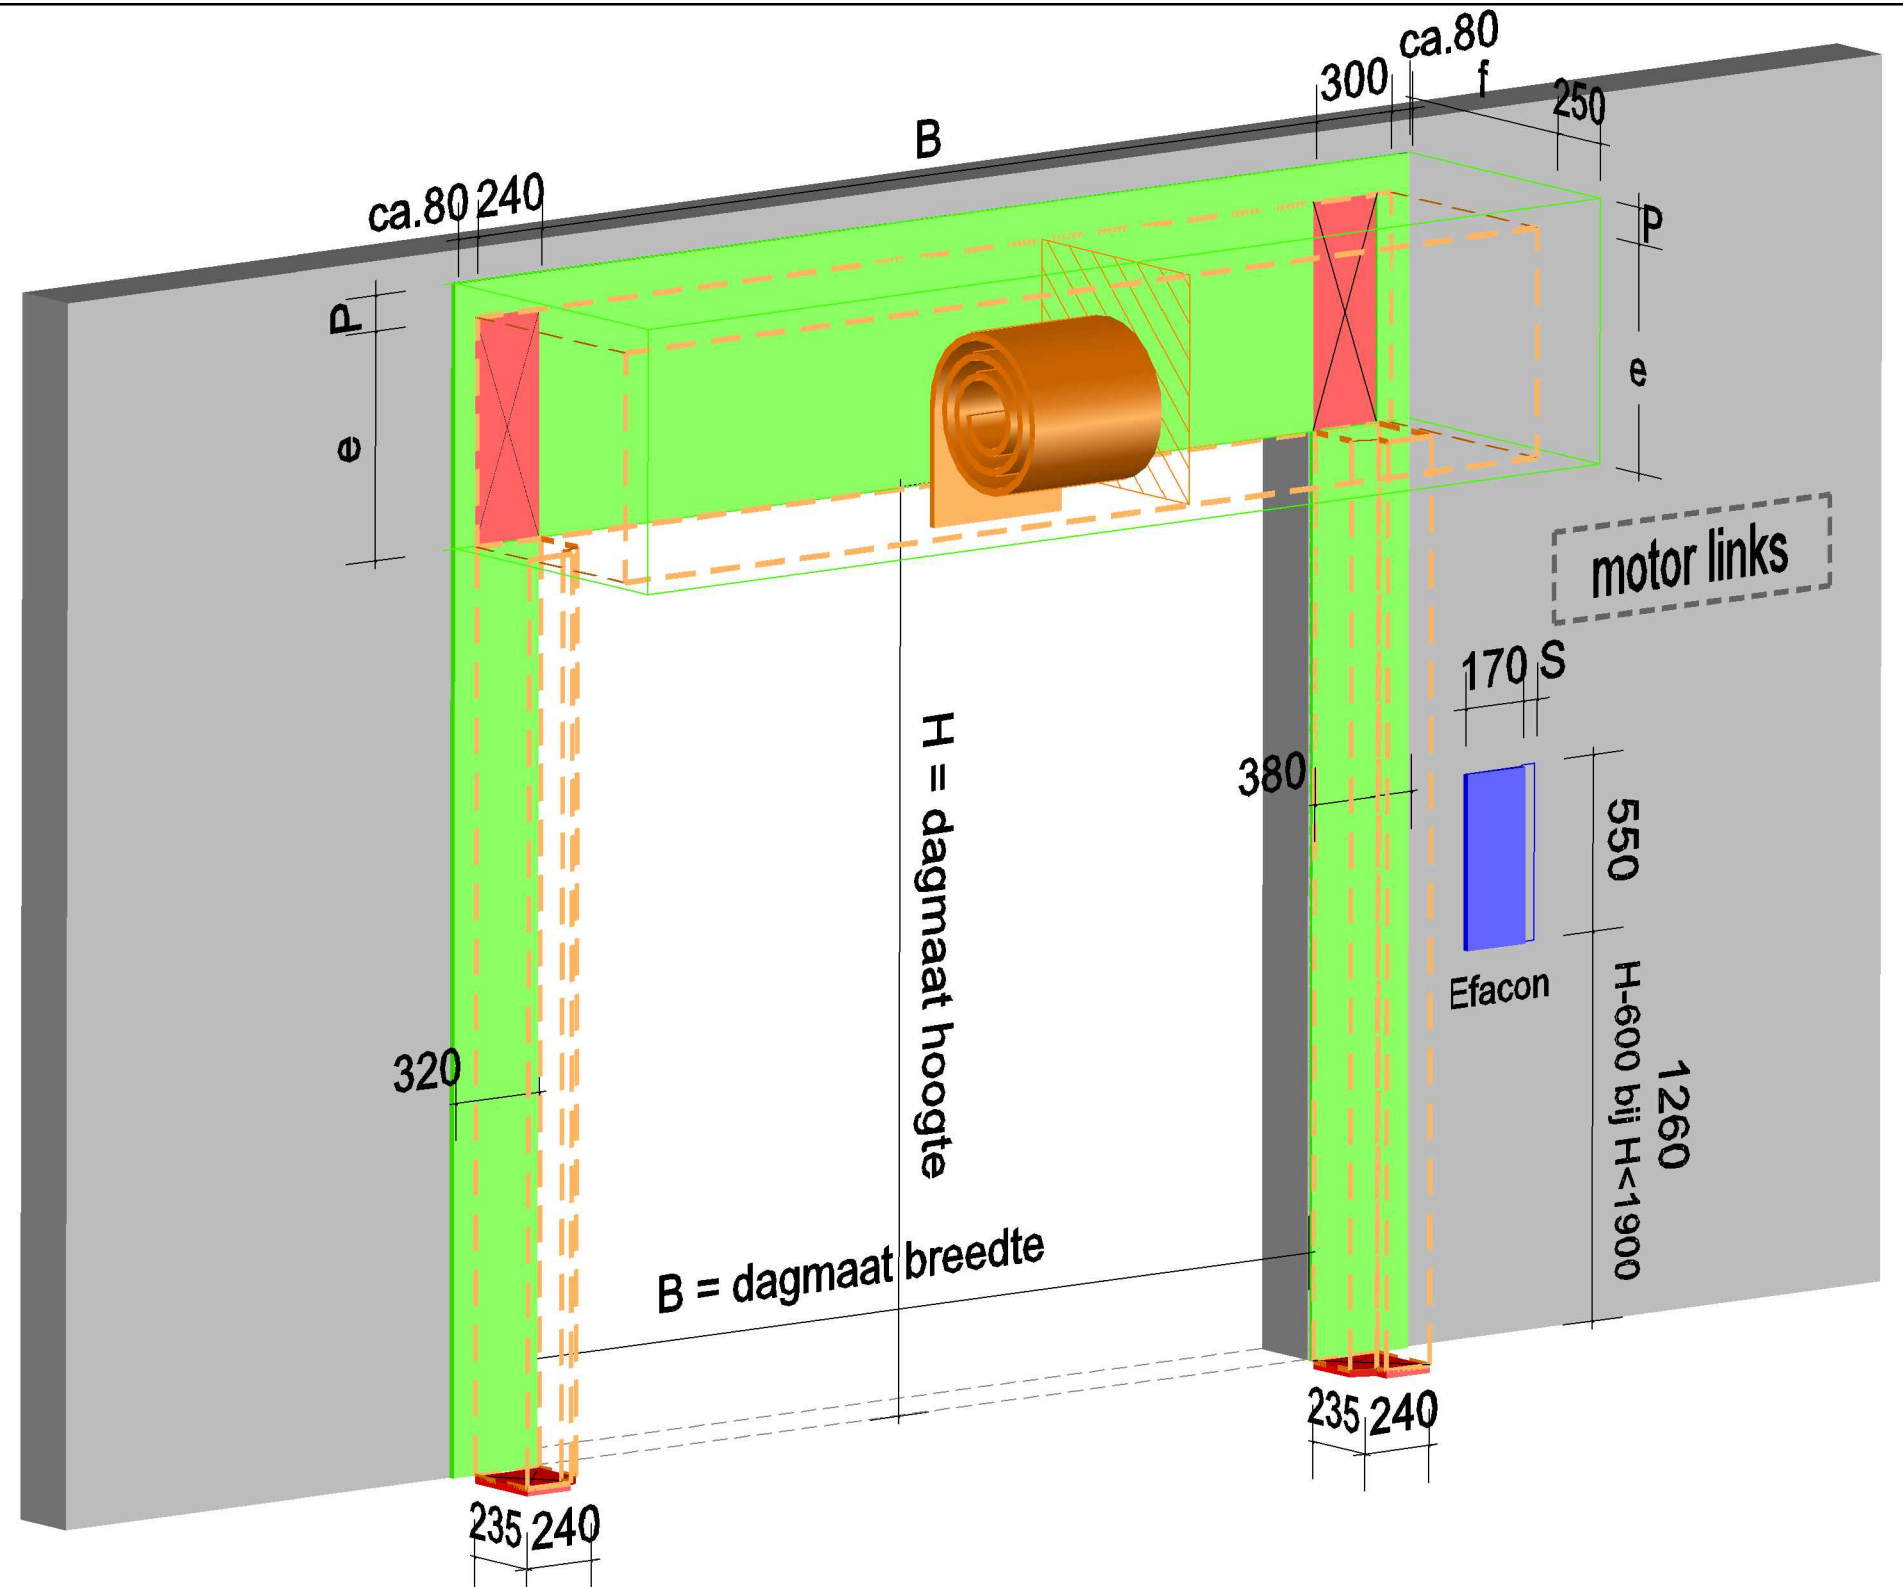 ca.80
300
f
250
B
ca.80 240
P
P
e
e
motor links
170 S
H = dagmaat hoogte
380
550
Efacon
H-600 bij H<1900
1260
320
B = dagmaat breedte
235 240
235 240